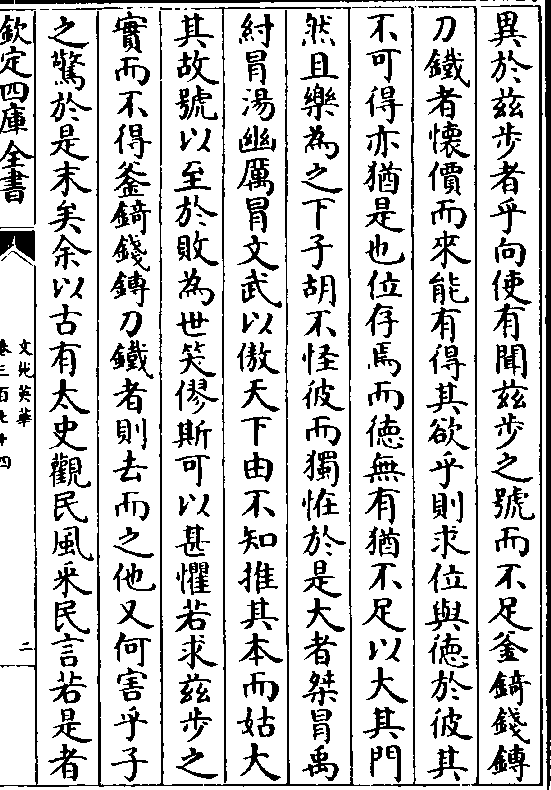 異於兹步者乎向使有聞兹步之號而不足釜錡錢鏄
刀鐵者懐價而來能有得其欲乎則求位與徳於彼其
不可得亦猶是也位存焉而徳無有猶不足以大其門
然且樂為之下子胡不怪彼而獨怪於是大者桀冒禹
紂冒湯幽厲冒文武以傲天下由不知推其本而姑大
其故號以至於敗為世笑僇斯可以甚懼若求兹步之
實而不得釜錡錢鏄刀鐵者則去而之他又何害乎子
之驚於是末矣余以古有太史觀民風采民言若是者
欽定四庫全書
文苑英華
卷三百七十四
二